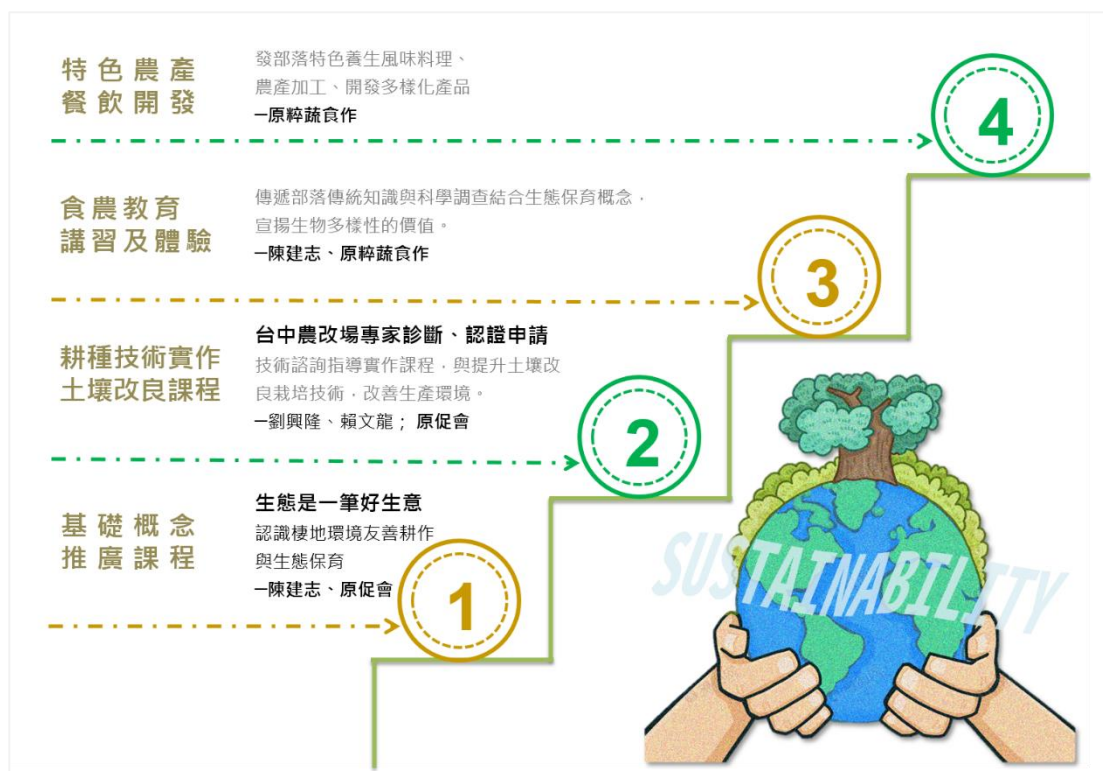 特色農產
餐飲開發
發部落特色養生風味料理、
農產加工、開發多樣化產品
—原粹蔬食作
4
食農教育
講習及體驗
傳遞部落傳統知識與科學調查結合生態保育概念，
宣揚生物多樣性的價值。
—陳建志、原粹蔬食作
3
耕種技術實作
土壤改良課程
台中農改場專家診斷、認證申請
技術諮詢指導實作課程，與提升土壤改
良栽培技術，改善生產環境。
—劉興隆、賴文龍；原促會
2
基礎概念
推廣課程
生態是一筆好生意
認識棲地環境友善耕作
與生態保育
—陳建志、原促會
1
SUSTAINABILITY